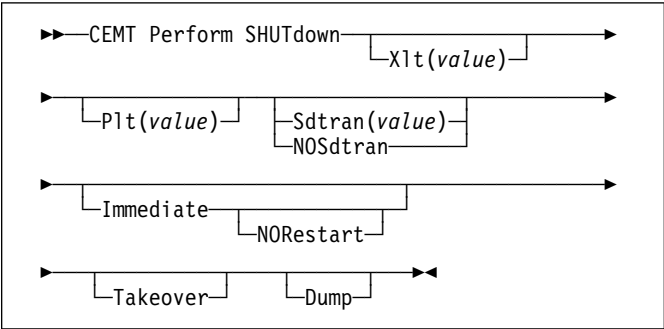 CEMT Perform SHUTdown
Xlt(value)
Plt(value)
Sdtran(value)
NOSdtran
Immediate
NORestart
Takeover
Dump